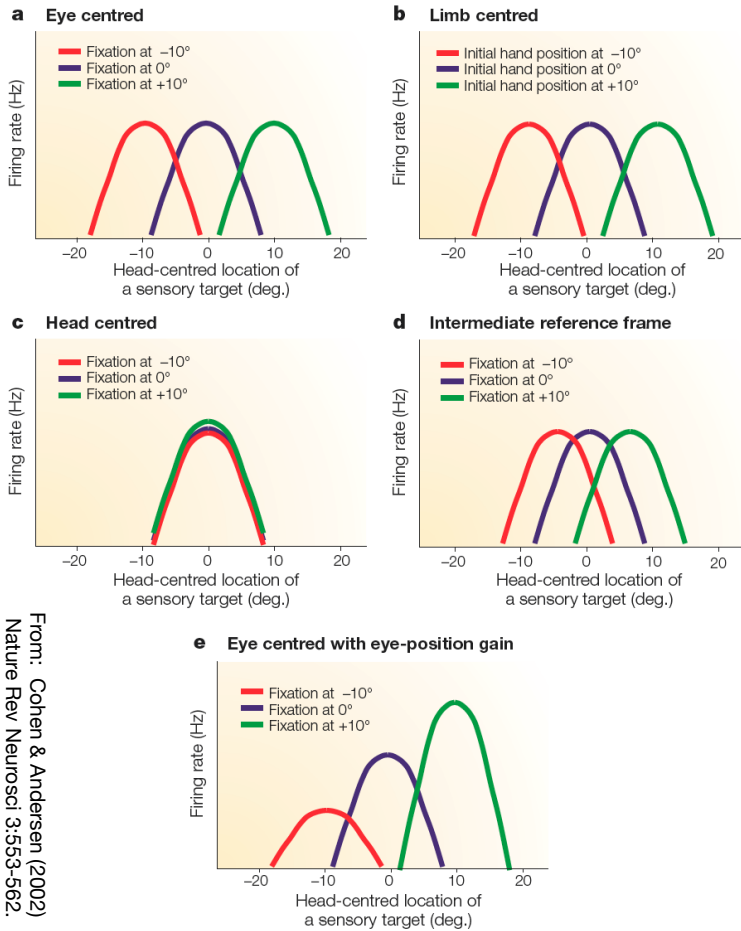 a Eye centred
Fixation at –10°
Fixation at 0°
Fixation at +10°
Firing rate (Hz)
–20 –10 0 10 20
Head-centred location of
a sensory target (deg.)
b Limb centred
Initial hand position at –10°
Initial hand position at 0°
Initial hand position at +10°
Firing rate (Hz)
–20 –10 0 10 20
Head-centred location of
a sensory target (deg.)
c Head centred
Fixation at –10°
Fixation at 0°
Fixation at +10°
Firing rate (Hz)
–20 –10 0 10 20
Head-centred location of
a sensory target (deg.)
d Intermediate reference frame
Fixation at –10°
Fixation at 0°
Fixation at +10°
Firing rate (Hz)
–20 –10 0 10 20
Head-centred location of
a sensory target (deg.)
e Eye centred with eye-position gain
Fixation at –10°
Fixation at 0°
Fixation at +10°
Firing rate (Hz)
–20 –10 0 10 20
Head-centred location of
a sensory target (deg.)
From: Cohen & Andersen (2002)
Nature Rev Neurosci 3:553-562.